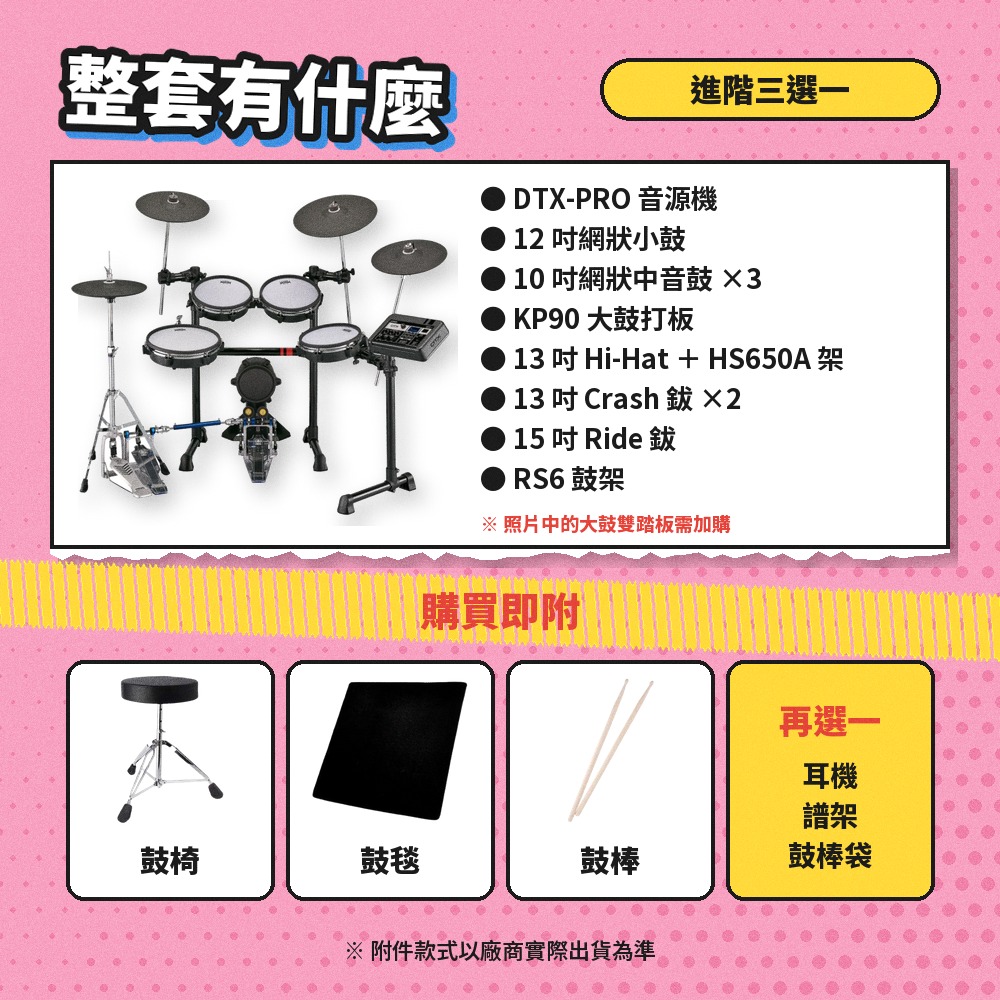 整套有什麼
進階三選一
● DTX-PRO 音源機
● 12 吋網狀小鼓
● 10 吋網狀中音鼓 ×3
● KP90 大鼓打板
● 13 吋 Hi-Hat ＋ HS650A 架
● 13 吋 Crash 鈸 ×2
● 15 吋 Ride 鈸
● RS6 鼓架
※ 照片中的大鼓雙踏板需加購
購買即附
鼓椅
鼓毯
鼓棒
再選一
耳機
譜架
鼓棒袋
※ 附件款式以廠商實際出貨為準